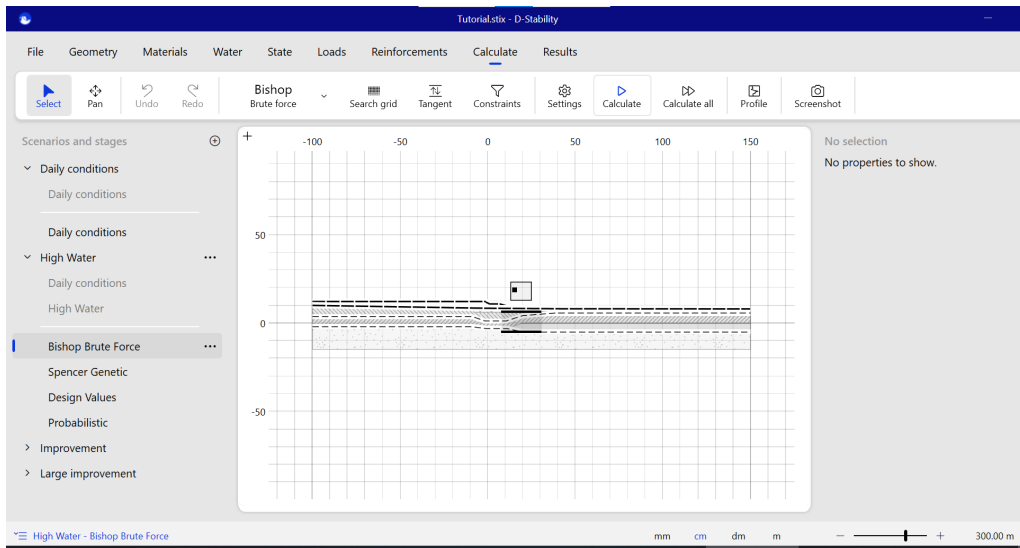 Tutorial.stix - D-Stability
File Geometry Materials Water State Loads Reinforcements Calculate Results
Select Pan Undo Redo Bishop Brute force Search grid Tangent Constraints Settings Calculate Calculate all Profile Screenshot
Scenarios and stages
Daily conditions
Daily conditions
Daily conditions
High Water
Daily conditions
High Water
Bishop Brute Force
Spencer Genetic
Design Values
Probabilistic
Improvement
Large improvement
-100 -50 0 50 100 150
50
0
-50
No selection
No properties to show.
High Water - Bishop Brute Force
mm cm dm m
300.00 m